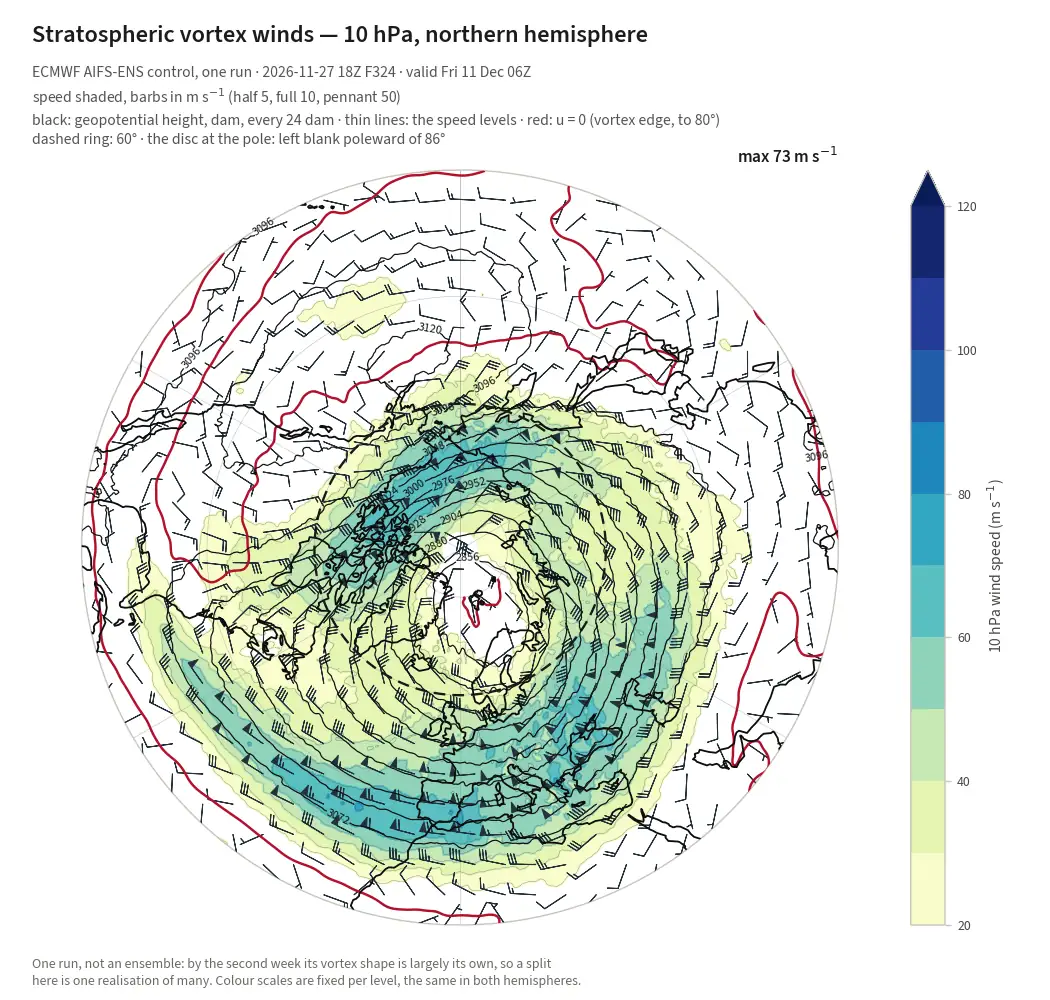 Stratospheric vortex winds — 10 hPa, northern hemisphere
ECMWF AIFS-ENS control, one run · 2026-11-27 18Z F324 · valid Fri 11 Dec 06Z
speed shaded, barbs in m s⁻¹ (half 5, full 10, pennant 50)
black: geopotential height, dam, every 24 dam · thin lines: the speed levels · red: u = 0 (vortex edge, to 80°)
dashed ring: 60° · the disc at the pole: left blank poleward of 86°
max 73 m s⁻¹
120
100
80
60
40
20
10 hPa wind speed (m s⁻¹)
3096
3120
3096
3096
3096
3048
3000
2976
2952
2904
2880
2856
3072
One run, not an ensemble: by the second week its vortex shape is largely its own, so a split
here is one realisation of many. Colour scales are fixed per level, the same in both hemispheres.